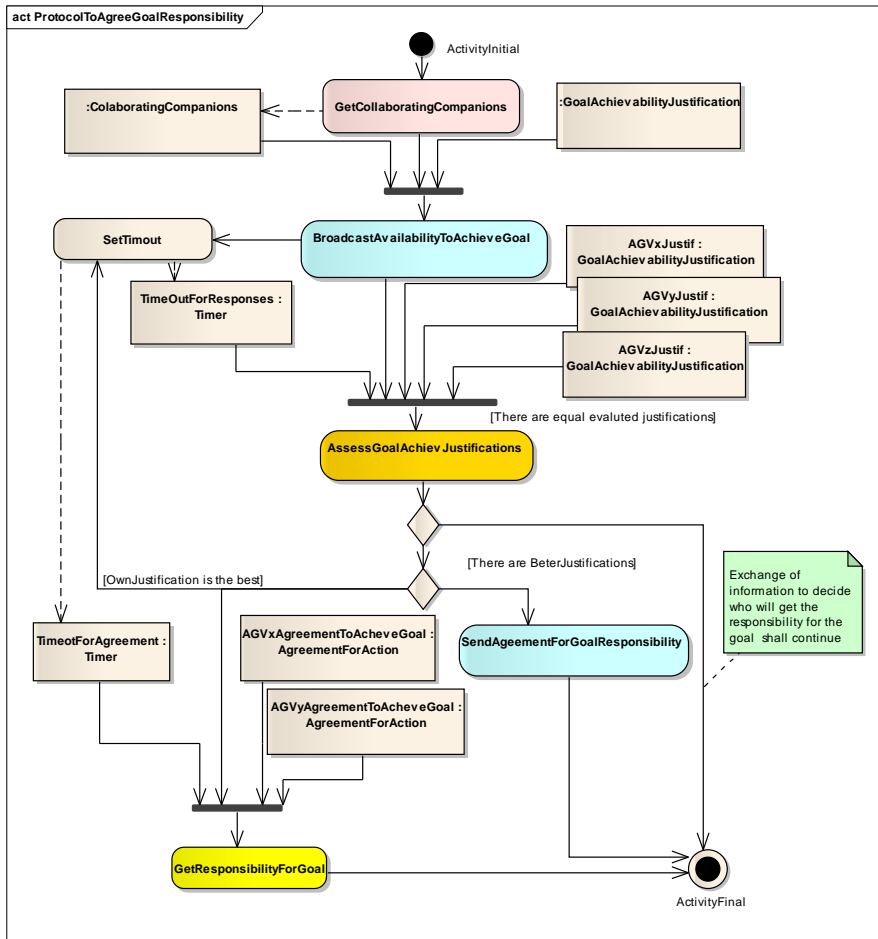 act ProtocolToAgreeGoalResponsibility
ActivityInitial
:ColaboratingCompanions
GetCollaboratingCompanions
:GoalAchievabilityJustification
SetTimout
BroadcastAvailabilityToAchieveGoal
AGVxJustif :
GoalAchievabilityJustification
TimeOutForResponses :
Timer
AGVyJustif :
GoalAchievabilityJustification
AGVzJustif :
GoalAchievabilityJustification
[There are equal evaluted justifications]
AssessGoalAchievJustifications
[There are BeterJustifications]
[OwnJustification is the best]
Exchange of
information to decide
who will get the
responsibility for the
goal shall continue
TimeotForAgreement :
Timer
AGVxAgreementToAcheveGoal :
AgreementForAction
SendAgeementForGoalResponsibility
AGVyAgreementToAcheveGoal :
AgreementForAction
GetResponsibilityForGoal
ActivityFinal